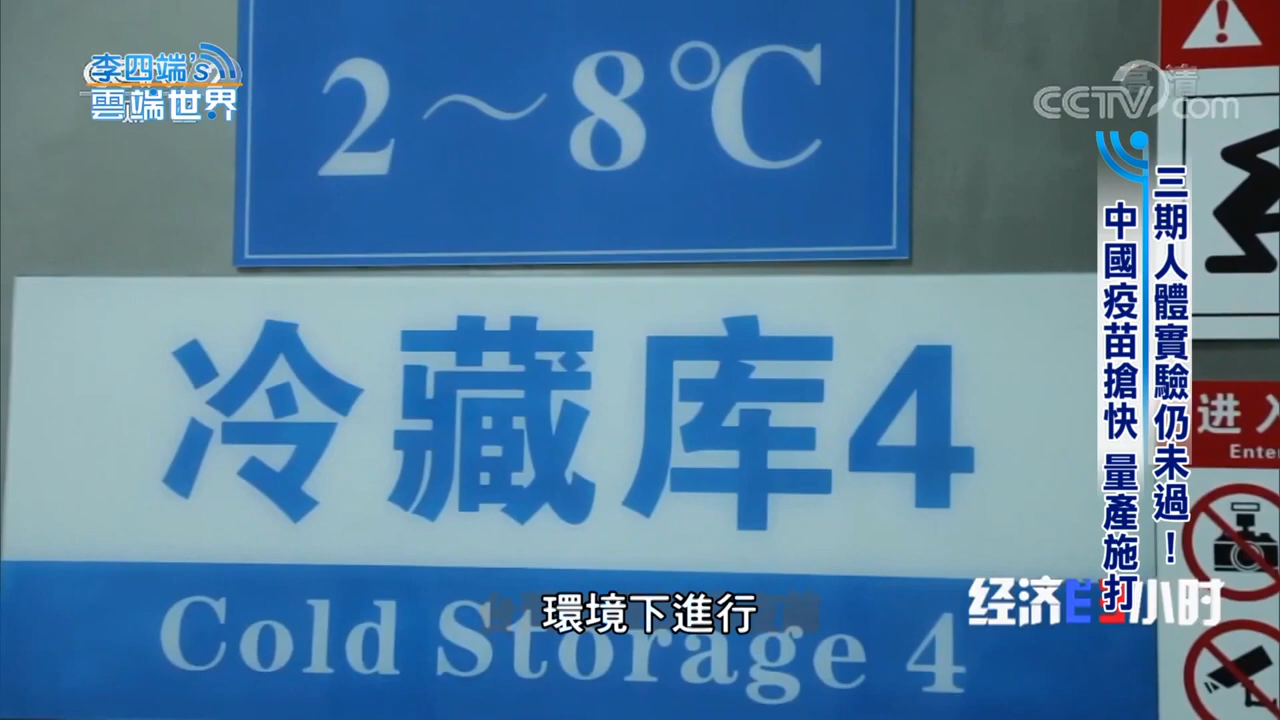 李四端's
雲端世界
2～8℃
高清
CCTV.com
三期人體實驗仍未過！
中國疫苗搶快 量產施打
冷藏库4
进入
Enter
Cold Storage 4
環境下進行
经济半小时